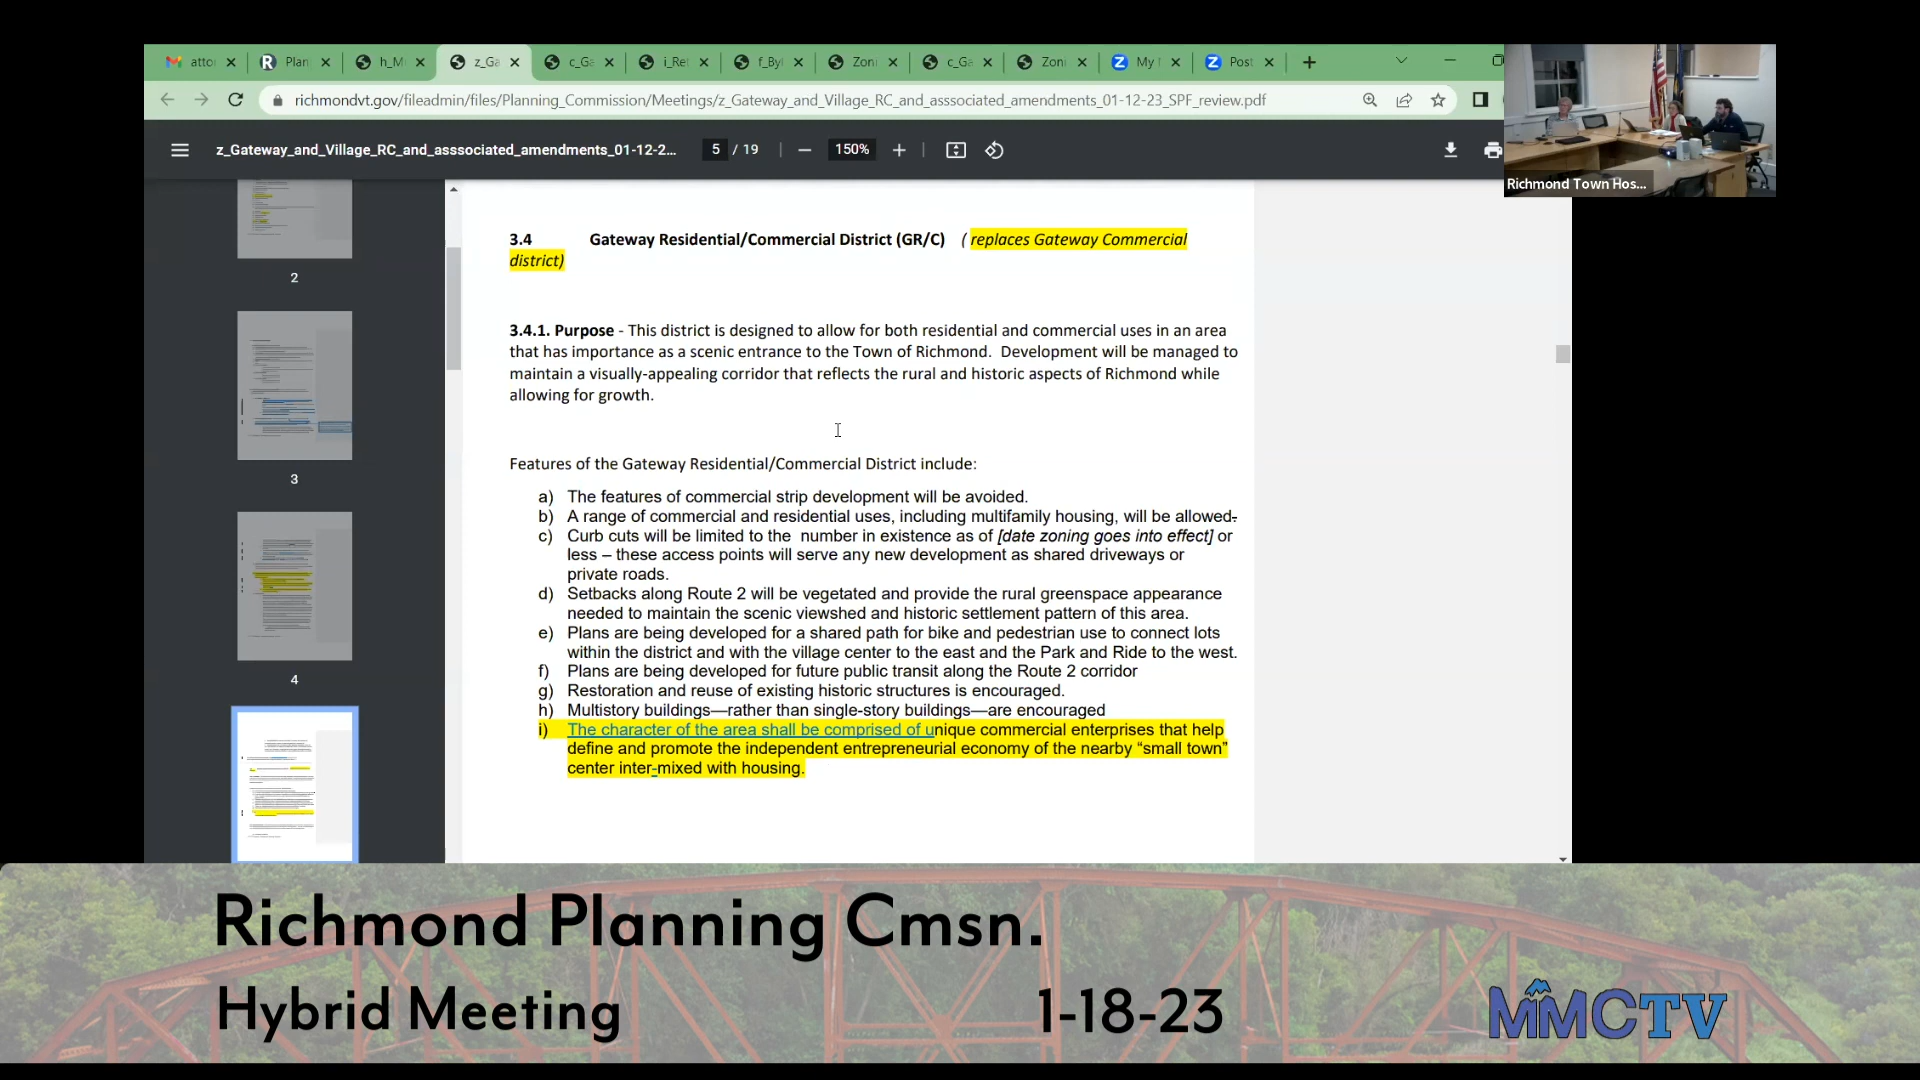 atto
Plan
h_M
z_Ga
c_Ga
i_Ret
f_Byl
Zoni
c_Ga
Zoni
My
Post
richmondvt.gov/fileadmin/files/Planning_Commission/Meetings/z_Gateway_and_Village_RC_and_asssociated_amendments_01-12-23_SPF_review.pdf
z_Gateway_and_Village_RC_and_asssociated_amendments_01-12-2...
5 / 19
150%
Richmond Town Hos...
2
3
4
3.4 Gateway Residential/Commercial District (GR/C) ( replaces Gateway Commercial
district)
3.4.1. Purpose - This district is designed to allow for both residential and commercial uses in an area
that has importance as a scenic entrance to the Town of Richmond. Development will be managed to
maintain a visually-appealing corridor that reflects the rural and historic aspects of Richmond while
allowing for growth.
Features of the Gateway Residential/Commercial District include:
a) The features of commercial strip development will be avoided.
b) A range of commercial and residential uses, including multifamily housing, will be allowed.
c) Curb cuts will be limited to the number in existence as of [date zoning goes into effect] or
less – these access points will serve any new development as shared driveways or
private roads.
d) Setbacks along Route 2 will be vegetated and provide the rural greenspace appearance
needed to maintain the scenic viewshed and historic settlement pattern of this area.
e) Plans are being developed for a shared path for bike and pedestrian use to connect lots
within the district and with the village center to the east and the Park and Ride to the west.
f) Plans are being developed for future public transit along the Route 2 corridor
g) Restoration and reuse of existing historic structures is encouraged.
h) Multistory buildings—rather than single-story buildings—are encouraged
i) The character of the area shall be comprised of unique commercial enterprises that help
define and promote the independent entrepreneurial economy of the nearby “small town”
center inter-mixed with housing.
Richmond Planning Cmsn.
Hybrid Meeting 1-18-23
MMCTV